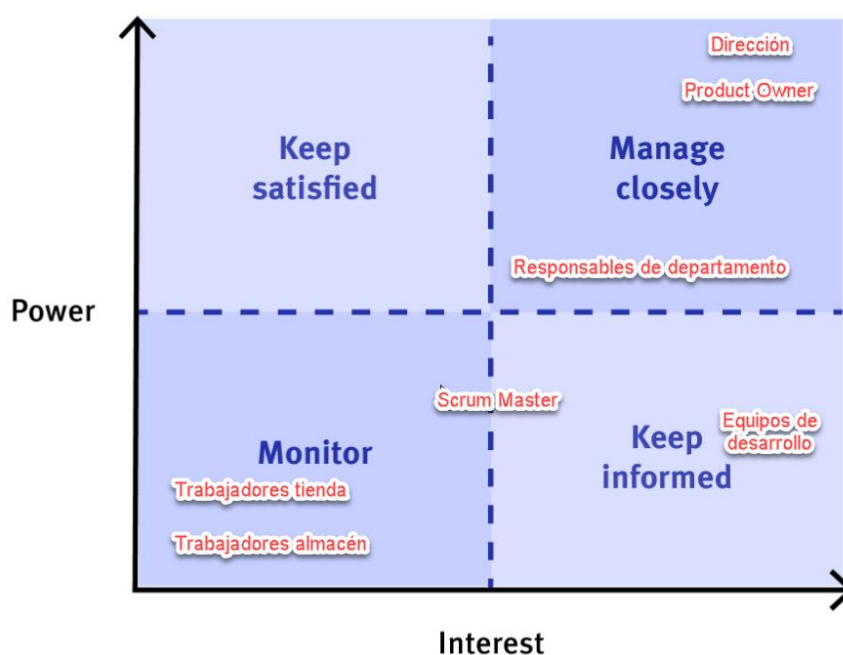 Dirección
Product Owner
Keep
satisfied
Manage
closely
Responsables de departamento
Power
Scrum Master
Equipos de
desarrollo
Monitor
Keep
informed
Trabajadores tienda
Trabajadores almacén
Interest